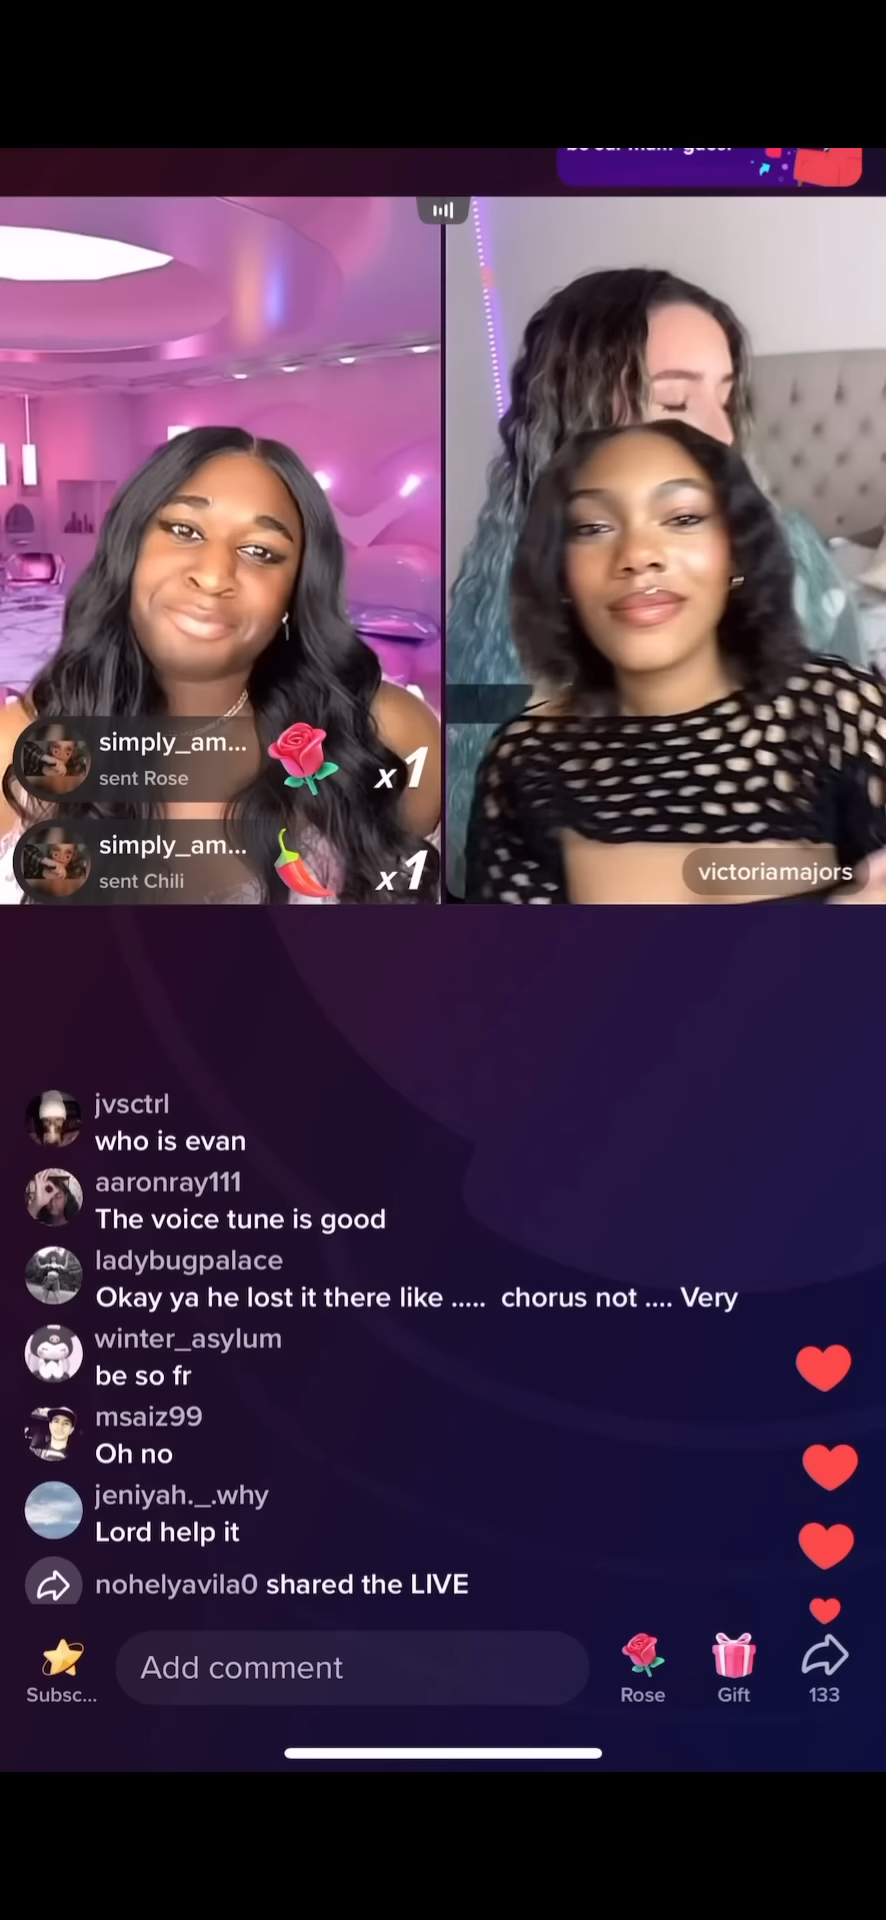 simply_am...
sent Rose
x1
simply_am...
sent Chili
x1
victoriamajors
jvsctrl
who is evan
aaronray111
The voice tune is good
ladybugpalace
Okay ya he lost it there like ..... chorus not .... Very
winter_asylum
be so fr
msaiz99
Oh no
jeniyah._.why
Lord help it
nohelyavila0 shared the LIVE
Add comment
Subsc...
Rose
Gift
133